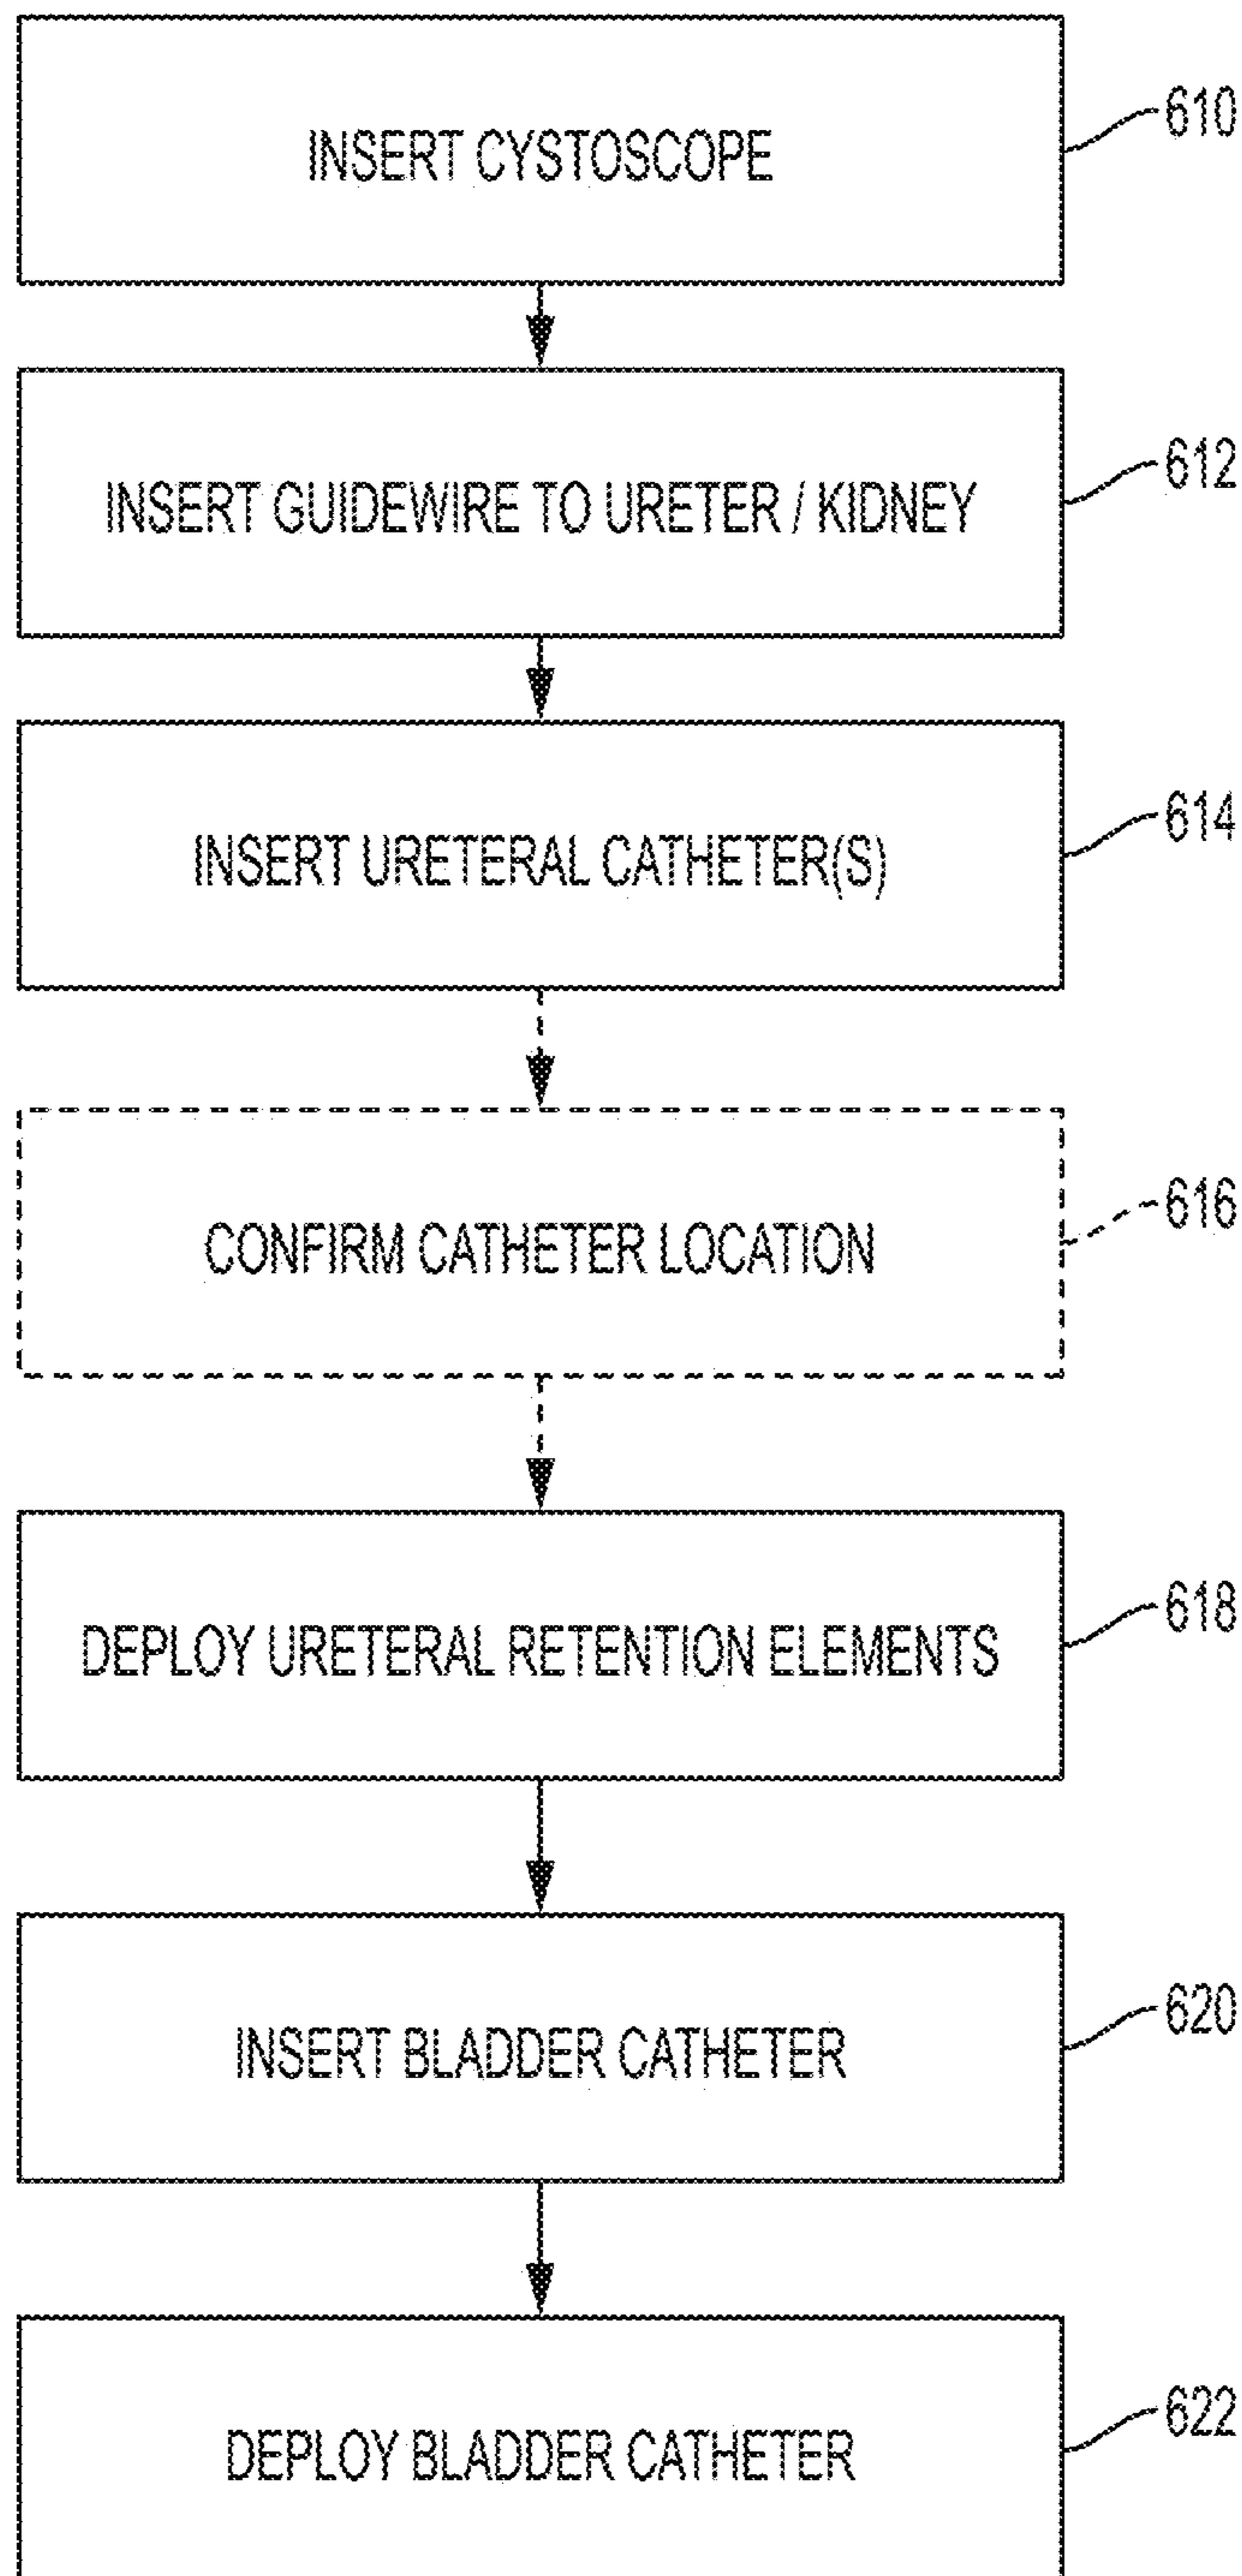 INSERT CYSTOSCOPE
610
INSERT GUIDEWIRE TO URETER / KIDNEY
612
INSERT URETERAL CATHETER(S)
614
CONFIRM CATHETER LOCATION
616
DEPLOY URETERAL RETENTION ELEMENTS
618
INSERT BLADDER CATHETER
620
DEPLOY BLADDER CATHETER
622